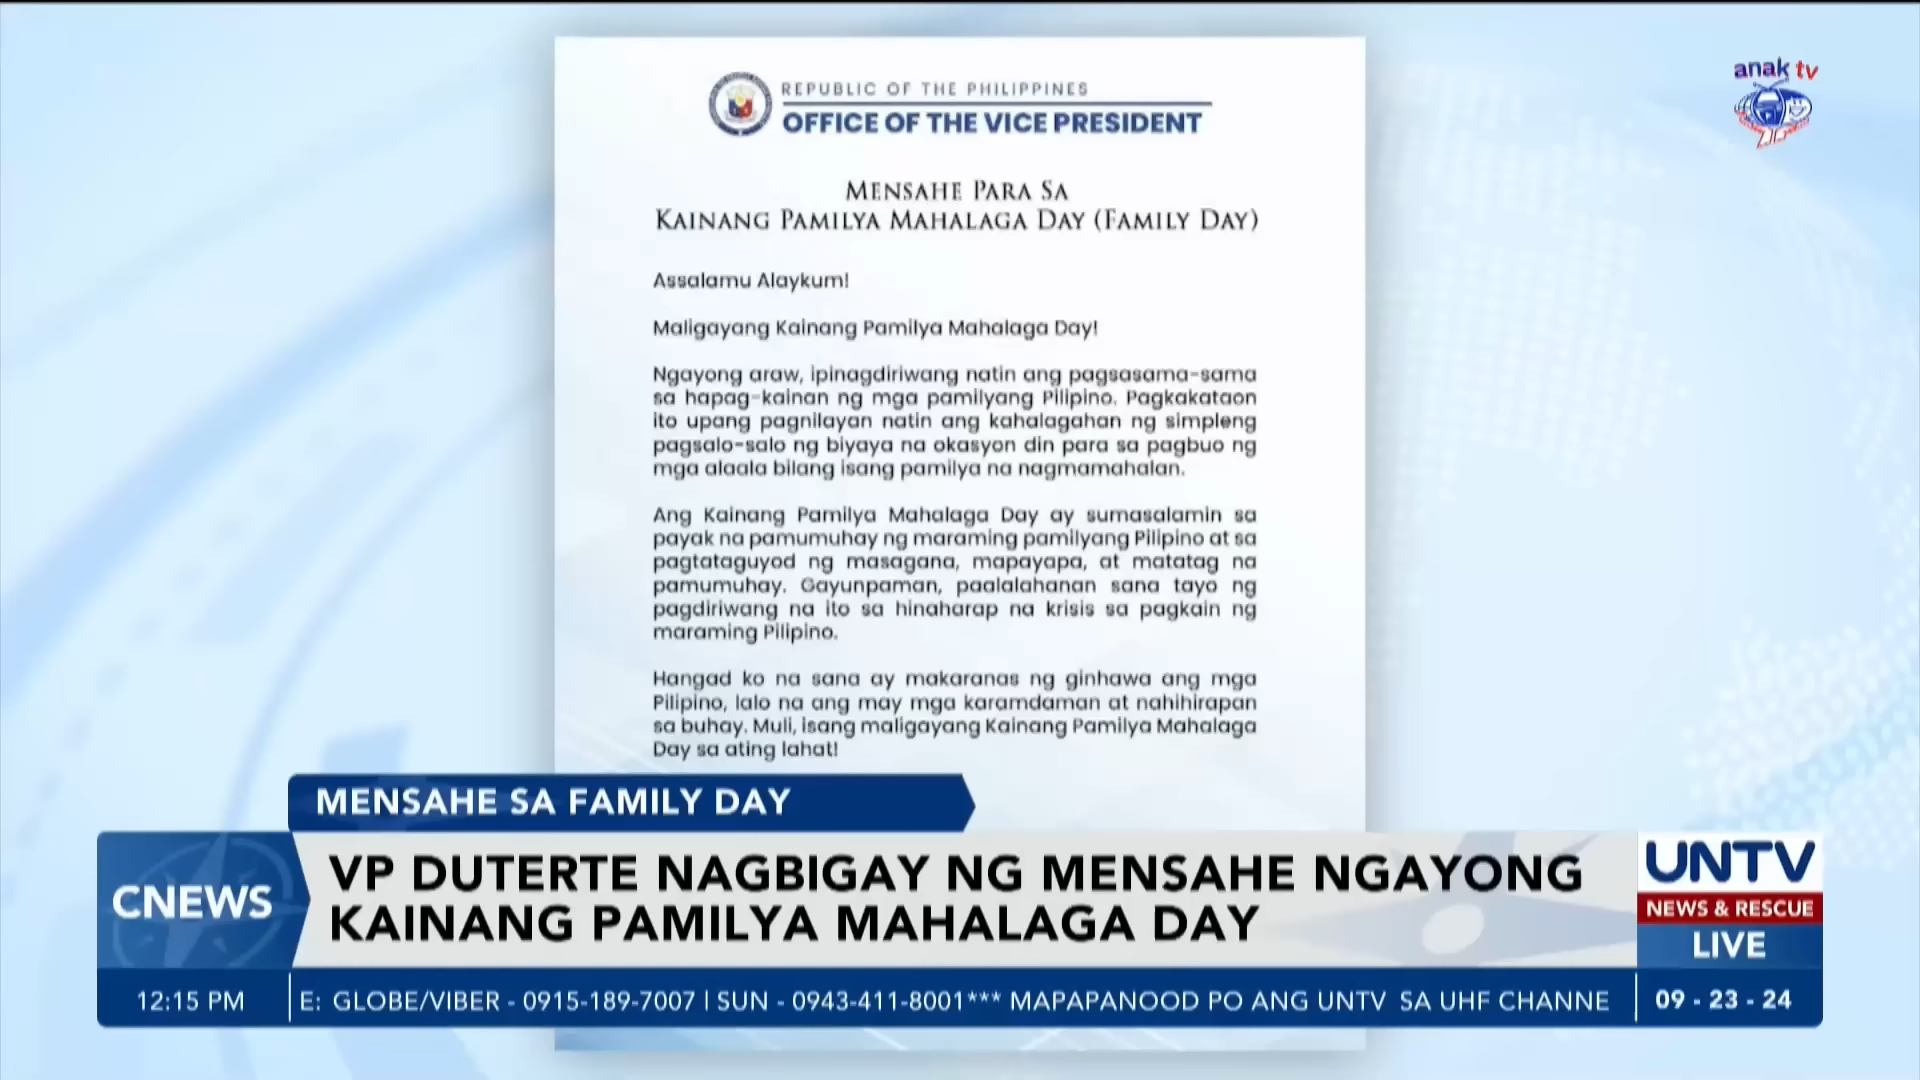 anak tv
REPUBLIC OF THE PHILIPPINES
OFFICE OF THE VICE PRESIDENT
MENSAHE PARA SA
KAINANG PAMILYA MAHALAGA DAY (FAMILY DAY)
Assalamu Alaykum!
Maligayang Kainang Pamilya Mahalaga Day!
Ngayong araw, ipinagdiriwang natin ang pagsasama-sama
sa hapag-kainan ng mga pamilyang Pilipino. Pagkakataon
ito upang pagnilayan natin ang kahalagahan ng simpleng
pagsalo-salo ng biyaya na okasyon din para sa pagbuo ng
mga alaala bilang isang pamilya na nagmamahalan.
Ang Kainang Pamilya Mahalaga Day ay sumasalamin sa
payak na pamumuhay ng maraming pamilyang Pilipino at sa
pagtataguyod ng masagana, mapayapa, at matatag na
pamumuhay. Gayunpaman, paalalahanan sana tayo ng
pagdiriwang na ito sa hinaharap na krisis sa pagkain ng
maraming Pilipino.
Hangad ko na sana ay makaranas ng ginhawa ang mga
Pilipino, lalo na ang may mga karamdaman at nahihirapan
sa buhay. Muli, isang maligayang Kainang Pamilya Mahalaga
Day sa ating lahat!
MENSAHE SA FAMILY DAY
CNEWS
VP DUTERTE NAGBIGAY NG MENSAHE NGAYONG
KAINANG PAMILYA MAHALAGA DAY
UNTV
NEWS & RESCUE
LIVE
12:15 PM
E: GLOBE/VIBER - 0915-189-7007 | SUN - 0943-411-8001*** MAPAPANOOD PO ANG UNTV SA UHF CHANNE
09 - 23 - 24